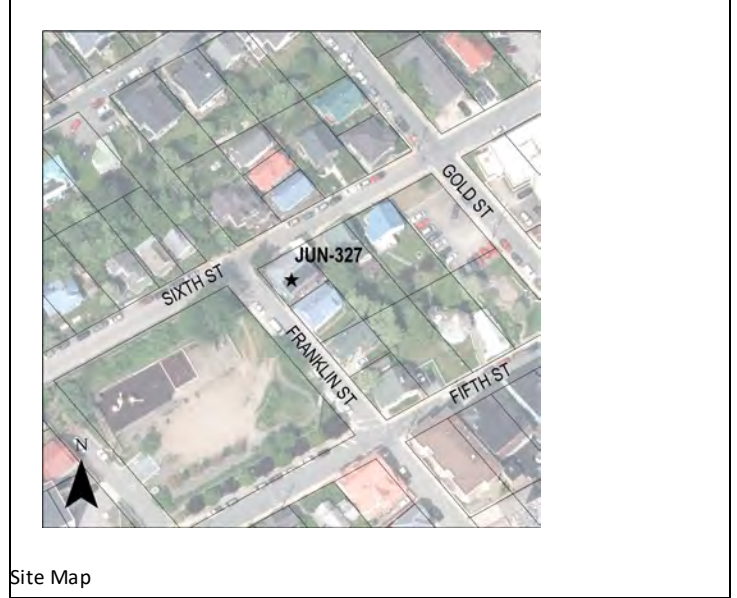 GOLD ST
JUN-327
SIXTH ST
FRANKLIN ST
FIFTH ST
N
Site Map